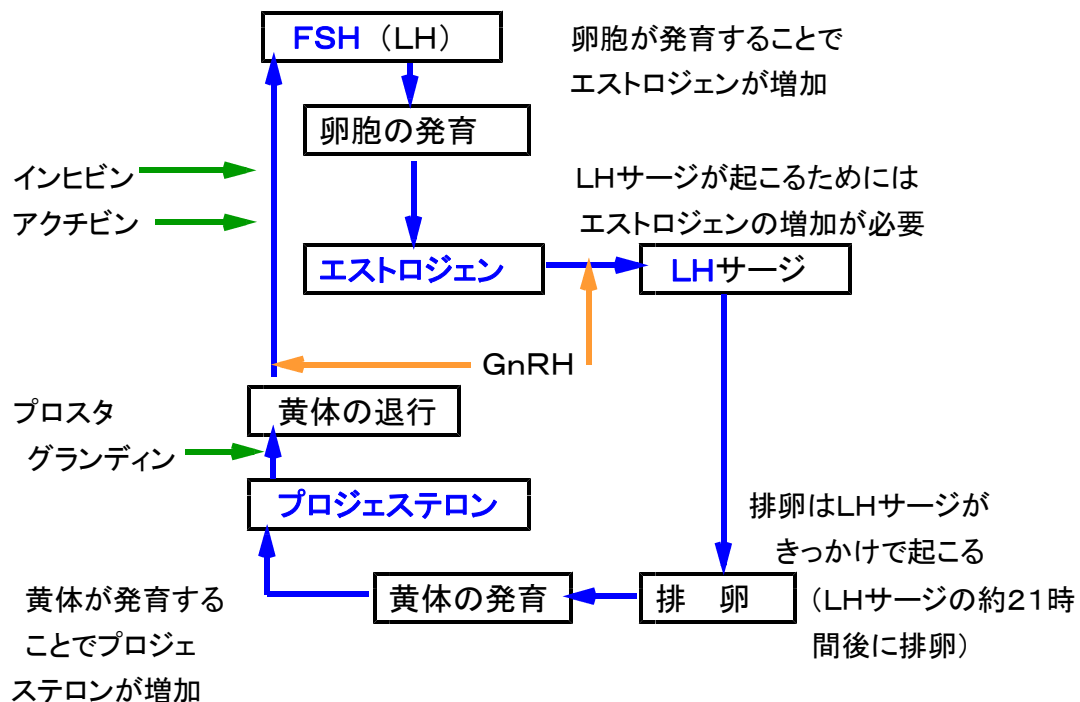 FSH（LH）
卵胞が発育することで
エストロジェンが増加
卵胞の発育
インヒビン
アクチビン
LHサージが起こるためには
エストロジェンの増加が必要
エストロジェン
LHサージ
GnRH
黄体の退行
プロスタ
グランディン
プロジェステロン
排卵はLHサージが
きっかけで起こる
（LHサージの約21時
間後に排卵）
排　卵
黄体の発育
黄体が発育する
ことでプロジェ
ステロンが増加